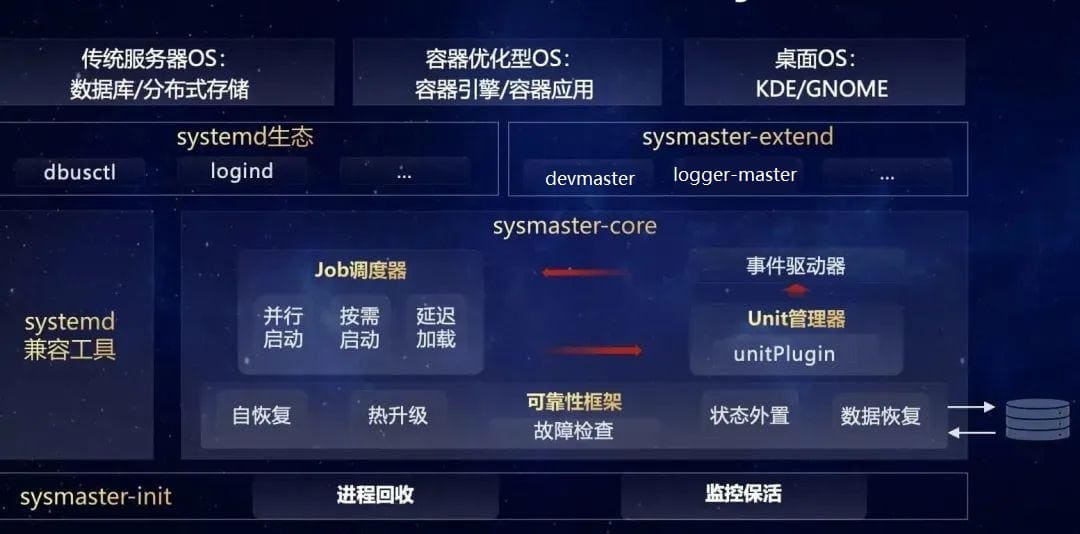 传统服务器OS：
数据库/分布式存储
容器优化型OS：
容器引擎/容器应用
桌面OS：
KDE/GNOME
systemd生态
dbusctl
logind
...
sysmaster-extend
devmaster
logger-master
...
systemd
兼容工具
sysmaster-core
Job调度器
并行
启动
按需
启动
延迟
加载
事件驱动器
Unit管理器
unitPlugin
自恢复
热升级
可靠性框架
故障检查
状态外置
数据恢复
sysmaster-init
进程回收
监控保活